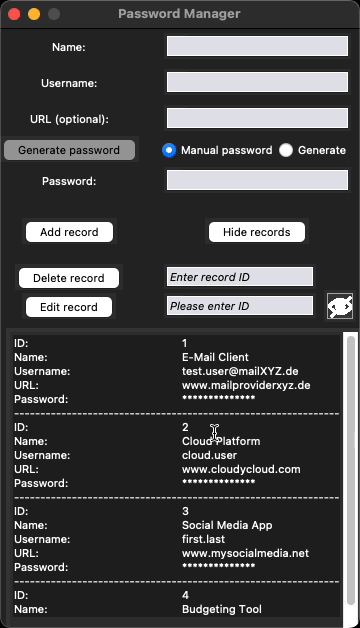 Password Manager
Name:
Username:
URL (optional):
Generate password Manual password Generate
Password:
Add record Hide records
Delete record Enter record ID
Edit record Please enter ID
ID: 1
Name: E-Mail Client
Username: test.user@mailXYZ.de
URL: www.mailproviderxyz.de
Password: **************
------------------------------------------------------------
ID: 2
Name: Cloud Platform
Username: cloud.user
URL: www.cloudycloud.com
Password: **************
------------------------------------------------------------
ID: 3
Name: Social Media App
Username: first.last
URL: www.mysocialmedia.net
Password: **************
------------------------------------------------------------
ID: 4
Name: Budgeting Tool